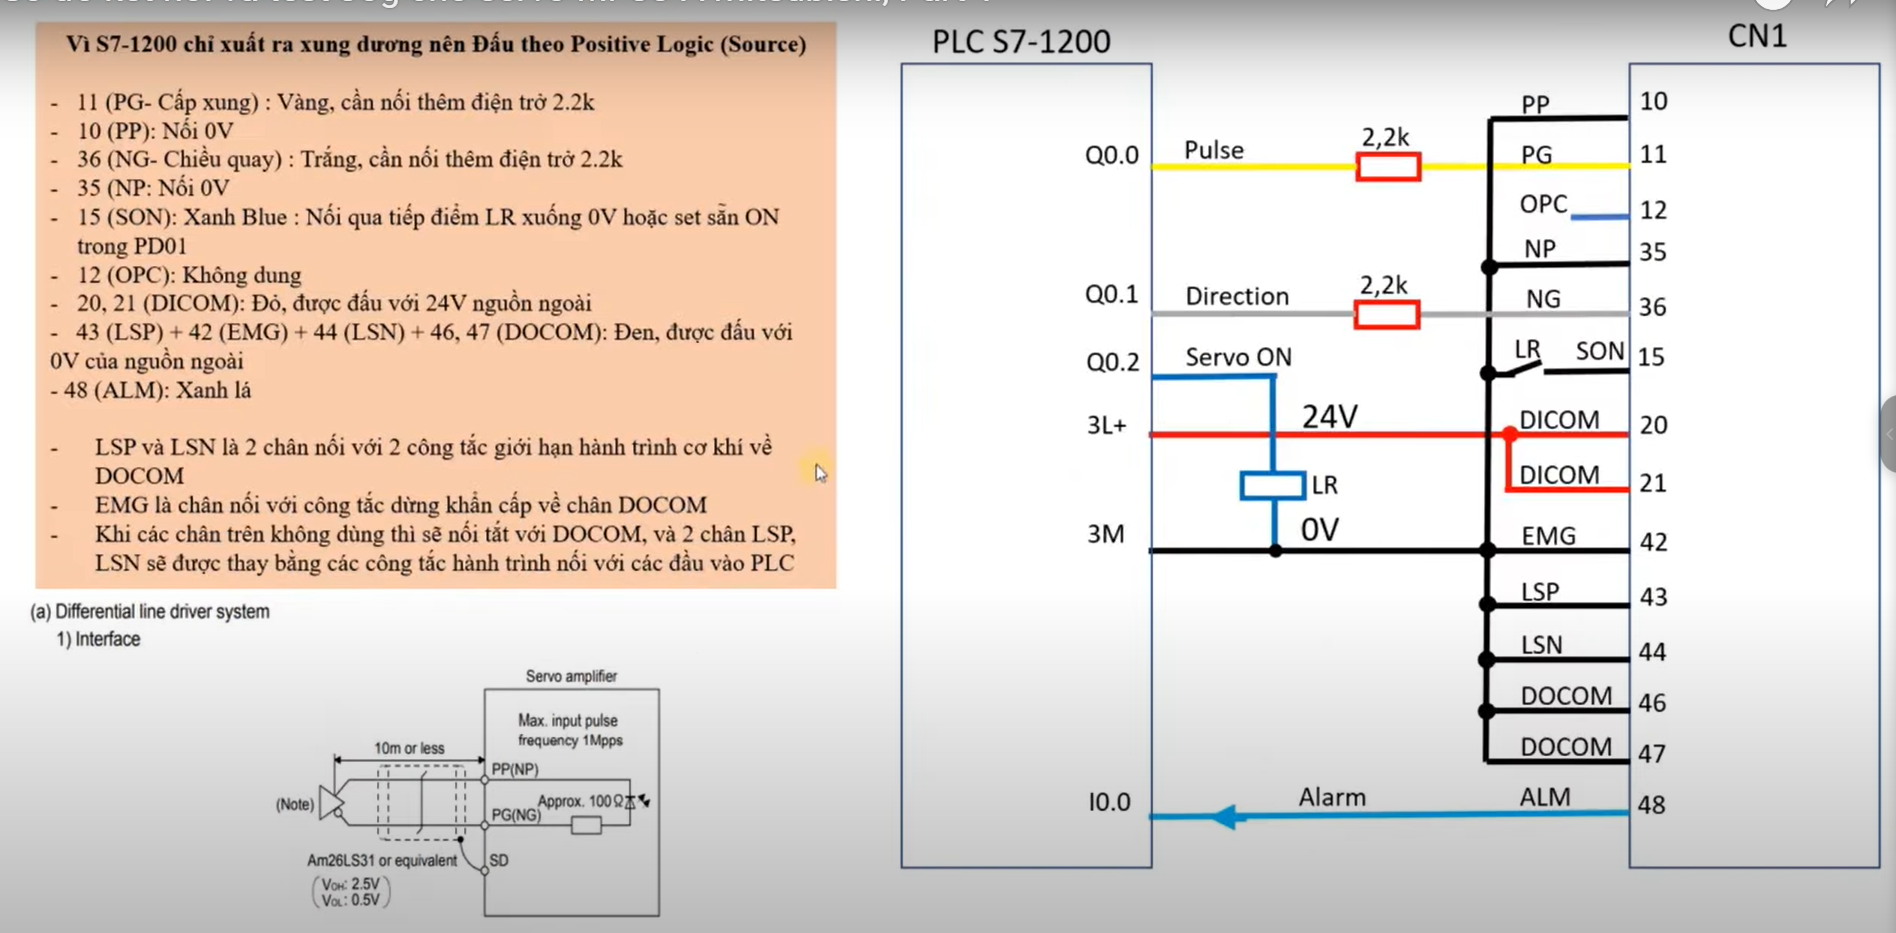 Vì S7-1200 chỉ xuất ra xung dương nên Đấu theo Positive Logic (Source)
- 11 (PG- Cấp xung) : Vàng, cần nối thêm điện trở 2.2k
- 10 (PP): Nối 0V
- 36 (NG- Chiều quay) : Trắng, cần nối thêm điện trở 2.2k
- 35 (NP: Nối 0V
- 15 (SON): Xanh Blue : Nối qua tiếp điểm LR xuống 0V hoặc set sẵn ON
trong PD01
- 12 (OPC): Không dung
- 20, 21 (DICOM): Đỏ, được đấu với 24V nguồn ngoài
- 43 (LSP) + 42 (EMG) + 44 (LSN) + 46, 47 (DOCOM): Đen, được đấu với
0V của nguồn ngoài
- 48 (ALM): Xanh lá
- LSP và LSN là 2 chân nối với 2 công tắc giới hạn hành trình cơ khí về
DOCOM
- EMG là chân nối với công tắc dừng khẩn cấp về chân DOCOM
- Khi các chân trên không dùng thì sẽ nối tắt với DOCOM, và 2 chân LSP,
LSN sẽ được thay bằng các công tắc hành trình nối với các đầu vào PLC
(a) Differential line driver system
1) Interface
Servo amplifier
Max. input pulse
frequency 1Mpps
10m or less
PP(NP)
(Note)
Approx. 100Ω
PG(NG)
Am26LS31 or equivalent
SD
VOH: 2.5V
VOL: 0.5V
PLC S7-1200
CN1
PP 10
Q0.0 Pulse 2,2k PG 11
OPC 12
NP 35
Q0.1 Direction 2,2k NG 36
Q0.2 Servo ON LR SON 15
3L+ 24V DICOM 20
LR DICOM 21
3M 0V EMG 42
LSP 43
LSN 44
DOCOM 46
DOCOM 47
I0.0 Alarm ALM 48